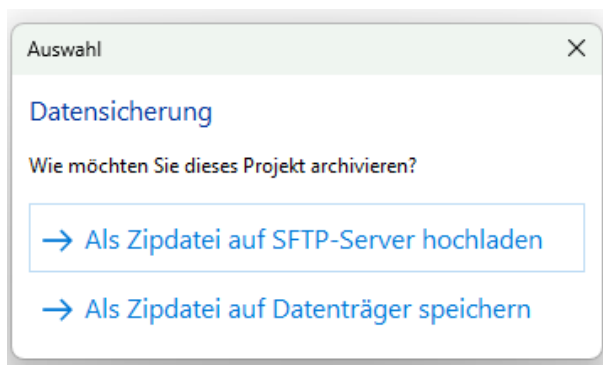 Auswahl
Datensicherung
Wie möchten Sie dieses Projekt archivieren?
→ Als Zipdatei auf SFTP-Server hochladen
→ Als Zipdatei auf Datenträger speichern